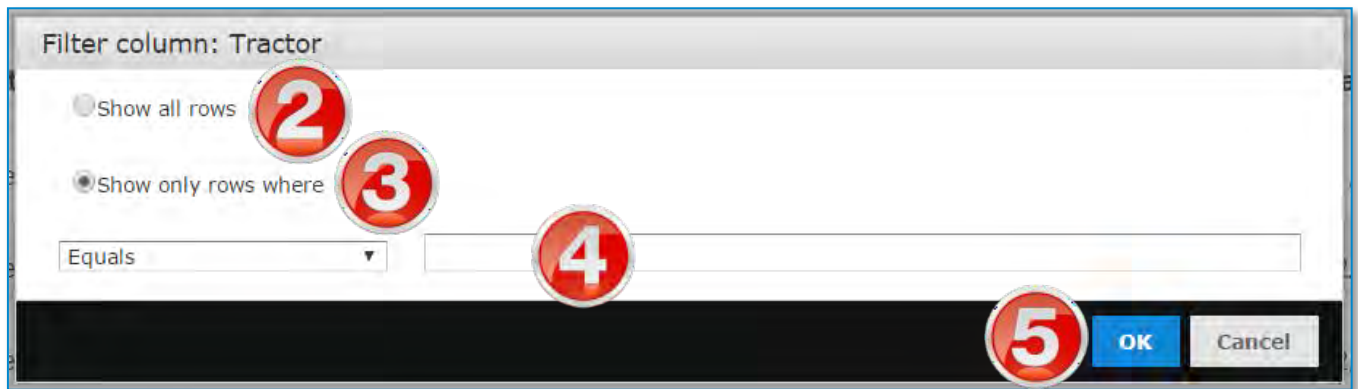 Filter column: Tractor
Show all rows 2
Show only rows where 3
Equals 4
5 OK Cancel